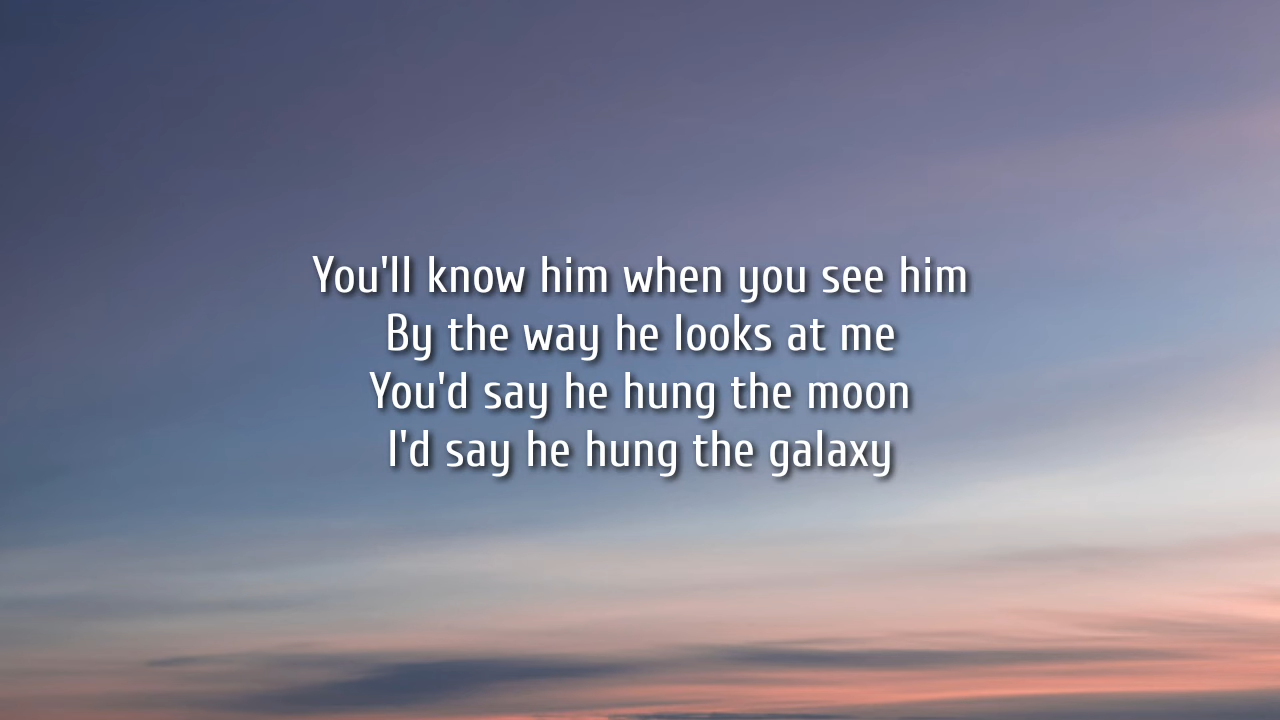 You'll know him when you see him
By the way he looks at me
You'd say he hung the moon
I'd say he hung the galaxy